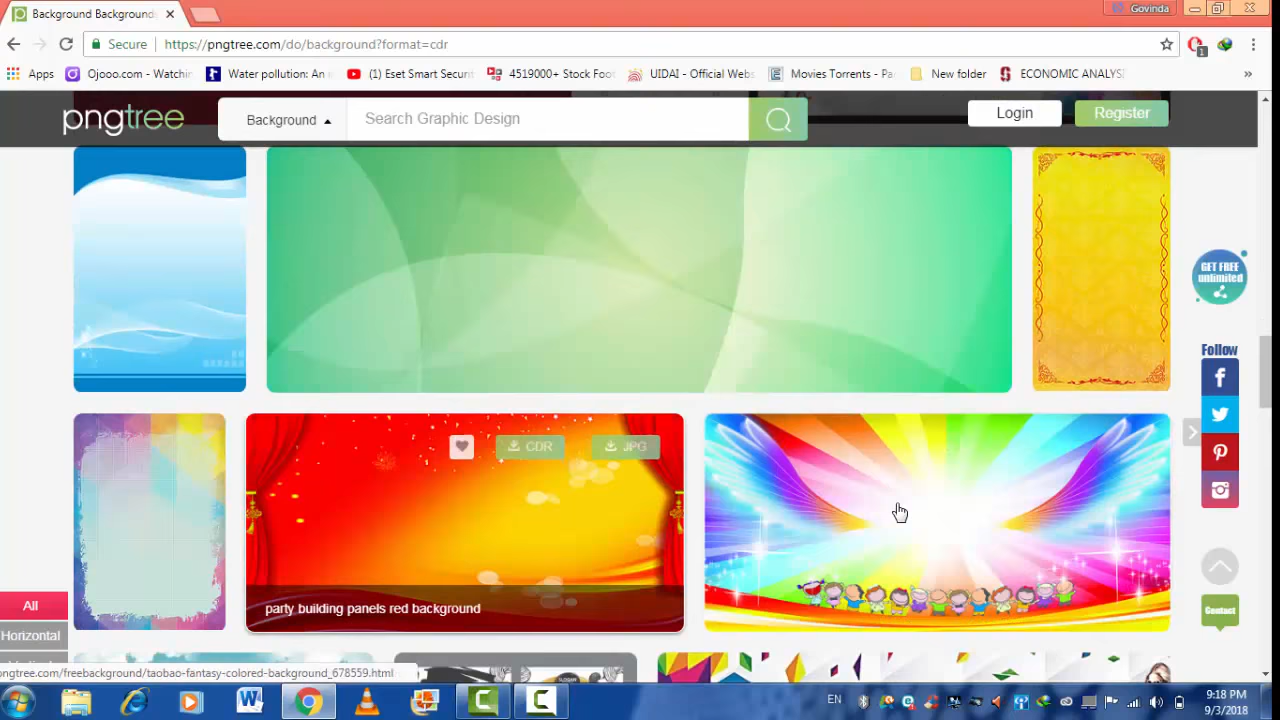 Background Backgrounds
Govinda
Secure
https://pngtree.com/do/background?format=cdr
1
Apps
Ojooo.com - Watchin
Water pollution: An
(1) Eset Smart Securi
4519000+ Stock Foo
UIDAI - Official Web
Movies Torrents - Pa
New folder
ECONOMIC ANALYS
»
pngtree
Background
Search Graphic Design
Login
Register
GET FREE
unlimited
Follow
CDR
JPG
party building panels red background
Contact
All
Horizontal
ngtree.com/freebackground/taobao-fantasy-colored-background_678559.html
EN
9:18 PM
9/3/2018